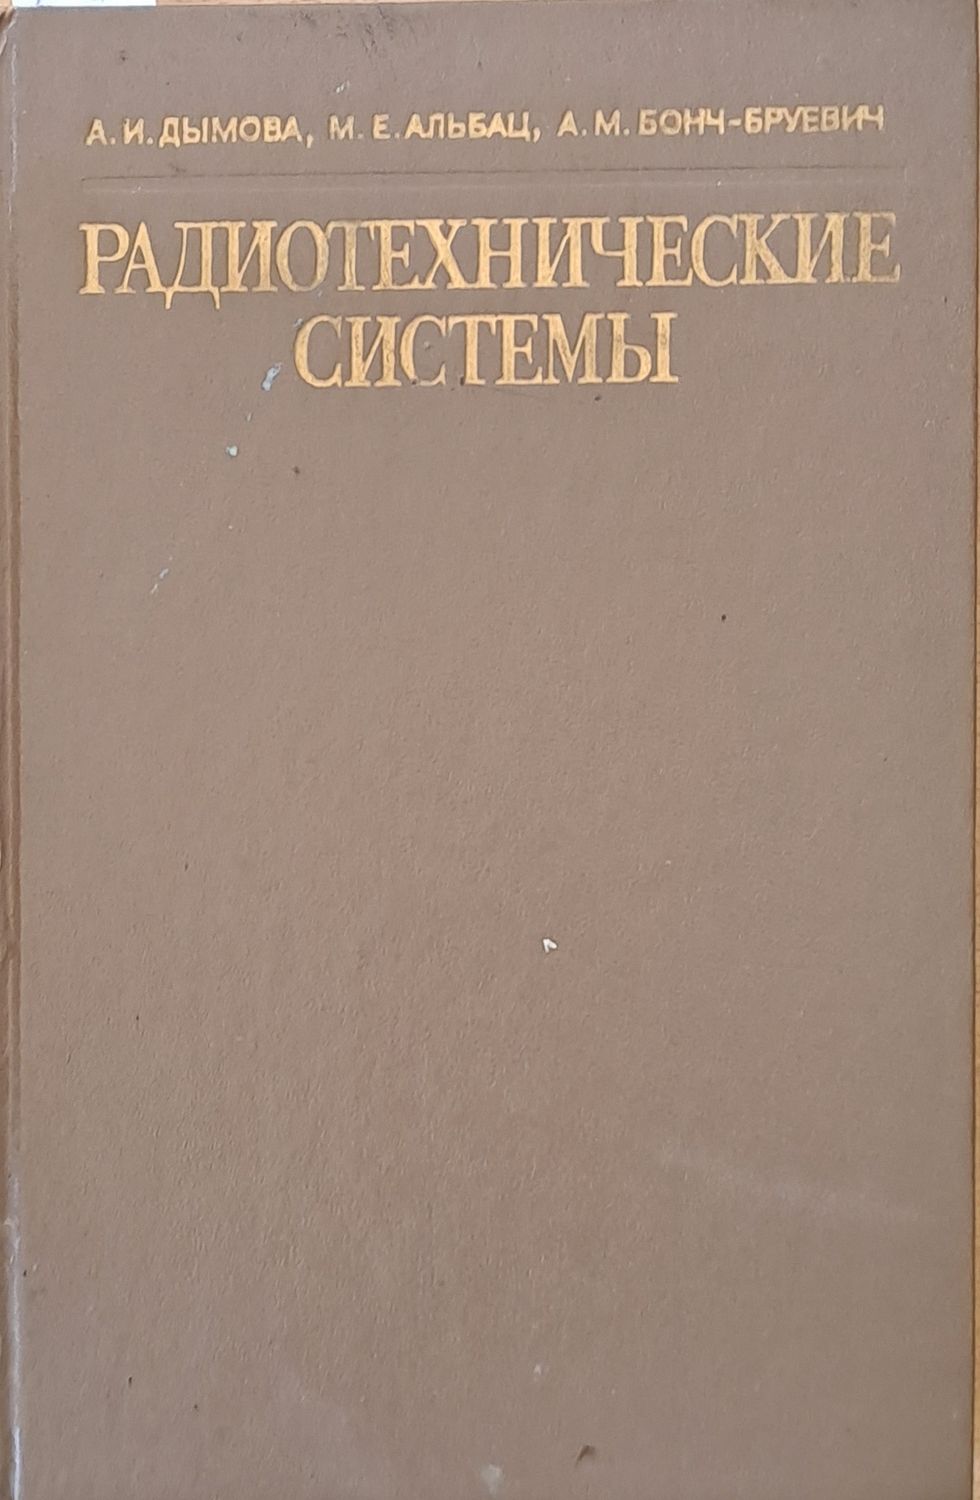 А. И. ДЫМОВА, М. Е. АЛЬБАЦ, А. М. БОНЧ-БРУЕВИЧ
РАДИОТЕХНИЧЕСКИЕ
СИСТЕМЫ